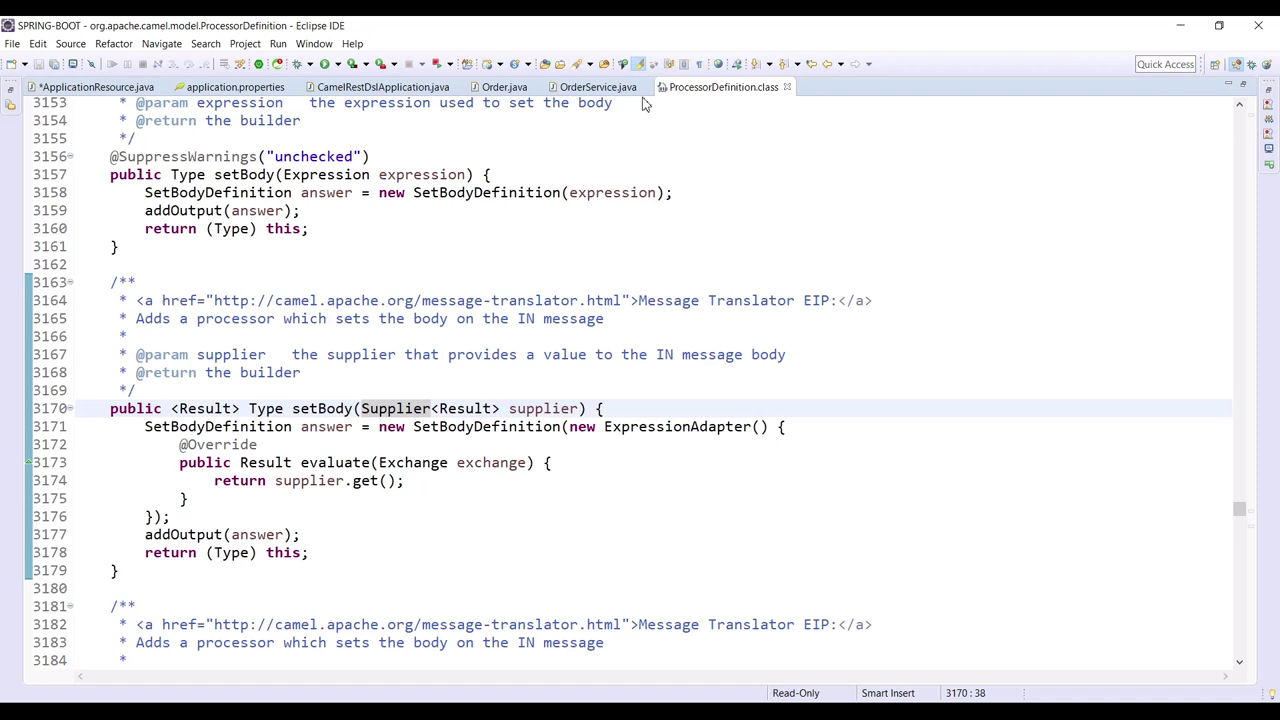 SPRING-BOOT - org.apache.camel.model.ProcessorDefinition - Eclipse IDE
File Edit Source Refactor Navigate Search Project Run Window Help
Quick Access
*ApplicationResource.java application.properties CamelRestDslApplication.java Order.java OrderService.java ProcessorDefinition.class
3153 * @param expression the expression used to set the body
3154 * @return the builder
3155 */
3156 @SuppressWarnings("unchecked")
3157 public Type setBody(Expression expression) {
3158 SetBodyDefinition answer = new SetBodyDefinition(expression);
3159 addOutput(answer);
3160 return (Type) this;
3161 }
3162
3163 /**
3164 * <a href="http://camel.apache.org/message-translator.html">Message Translator EIP:</a>
3165 * Adds a processor which sets the body on the IN message
3166 *
3167 * @param supplier the supplier that provides a value to the IN message body
3168 * @return the builder
3169 */
3170 public <Result> Type setBody(Supplier<Result> supplier) {
3171 SetBodyDefinition answer = new SetBodyDefinition(new ExpressionAdapter() {
3172 @Override
3173 public Result evaluate(Exchange exchange) {
3174 return supplier.get();
3175 }
3176 });
3177 addOutput(answer);
3178 return (Type) this;
3179 }
3180
3181 /**
3182 * <a href="http://camel.apache.org/message-translator.html">Message Translator EIP:</a>
3183 * Adds a processor which sets the body on the IN message
3184 *
Read-Only Smart Insert 3170 : 38